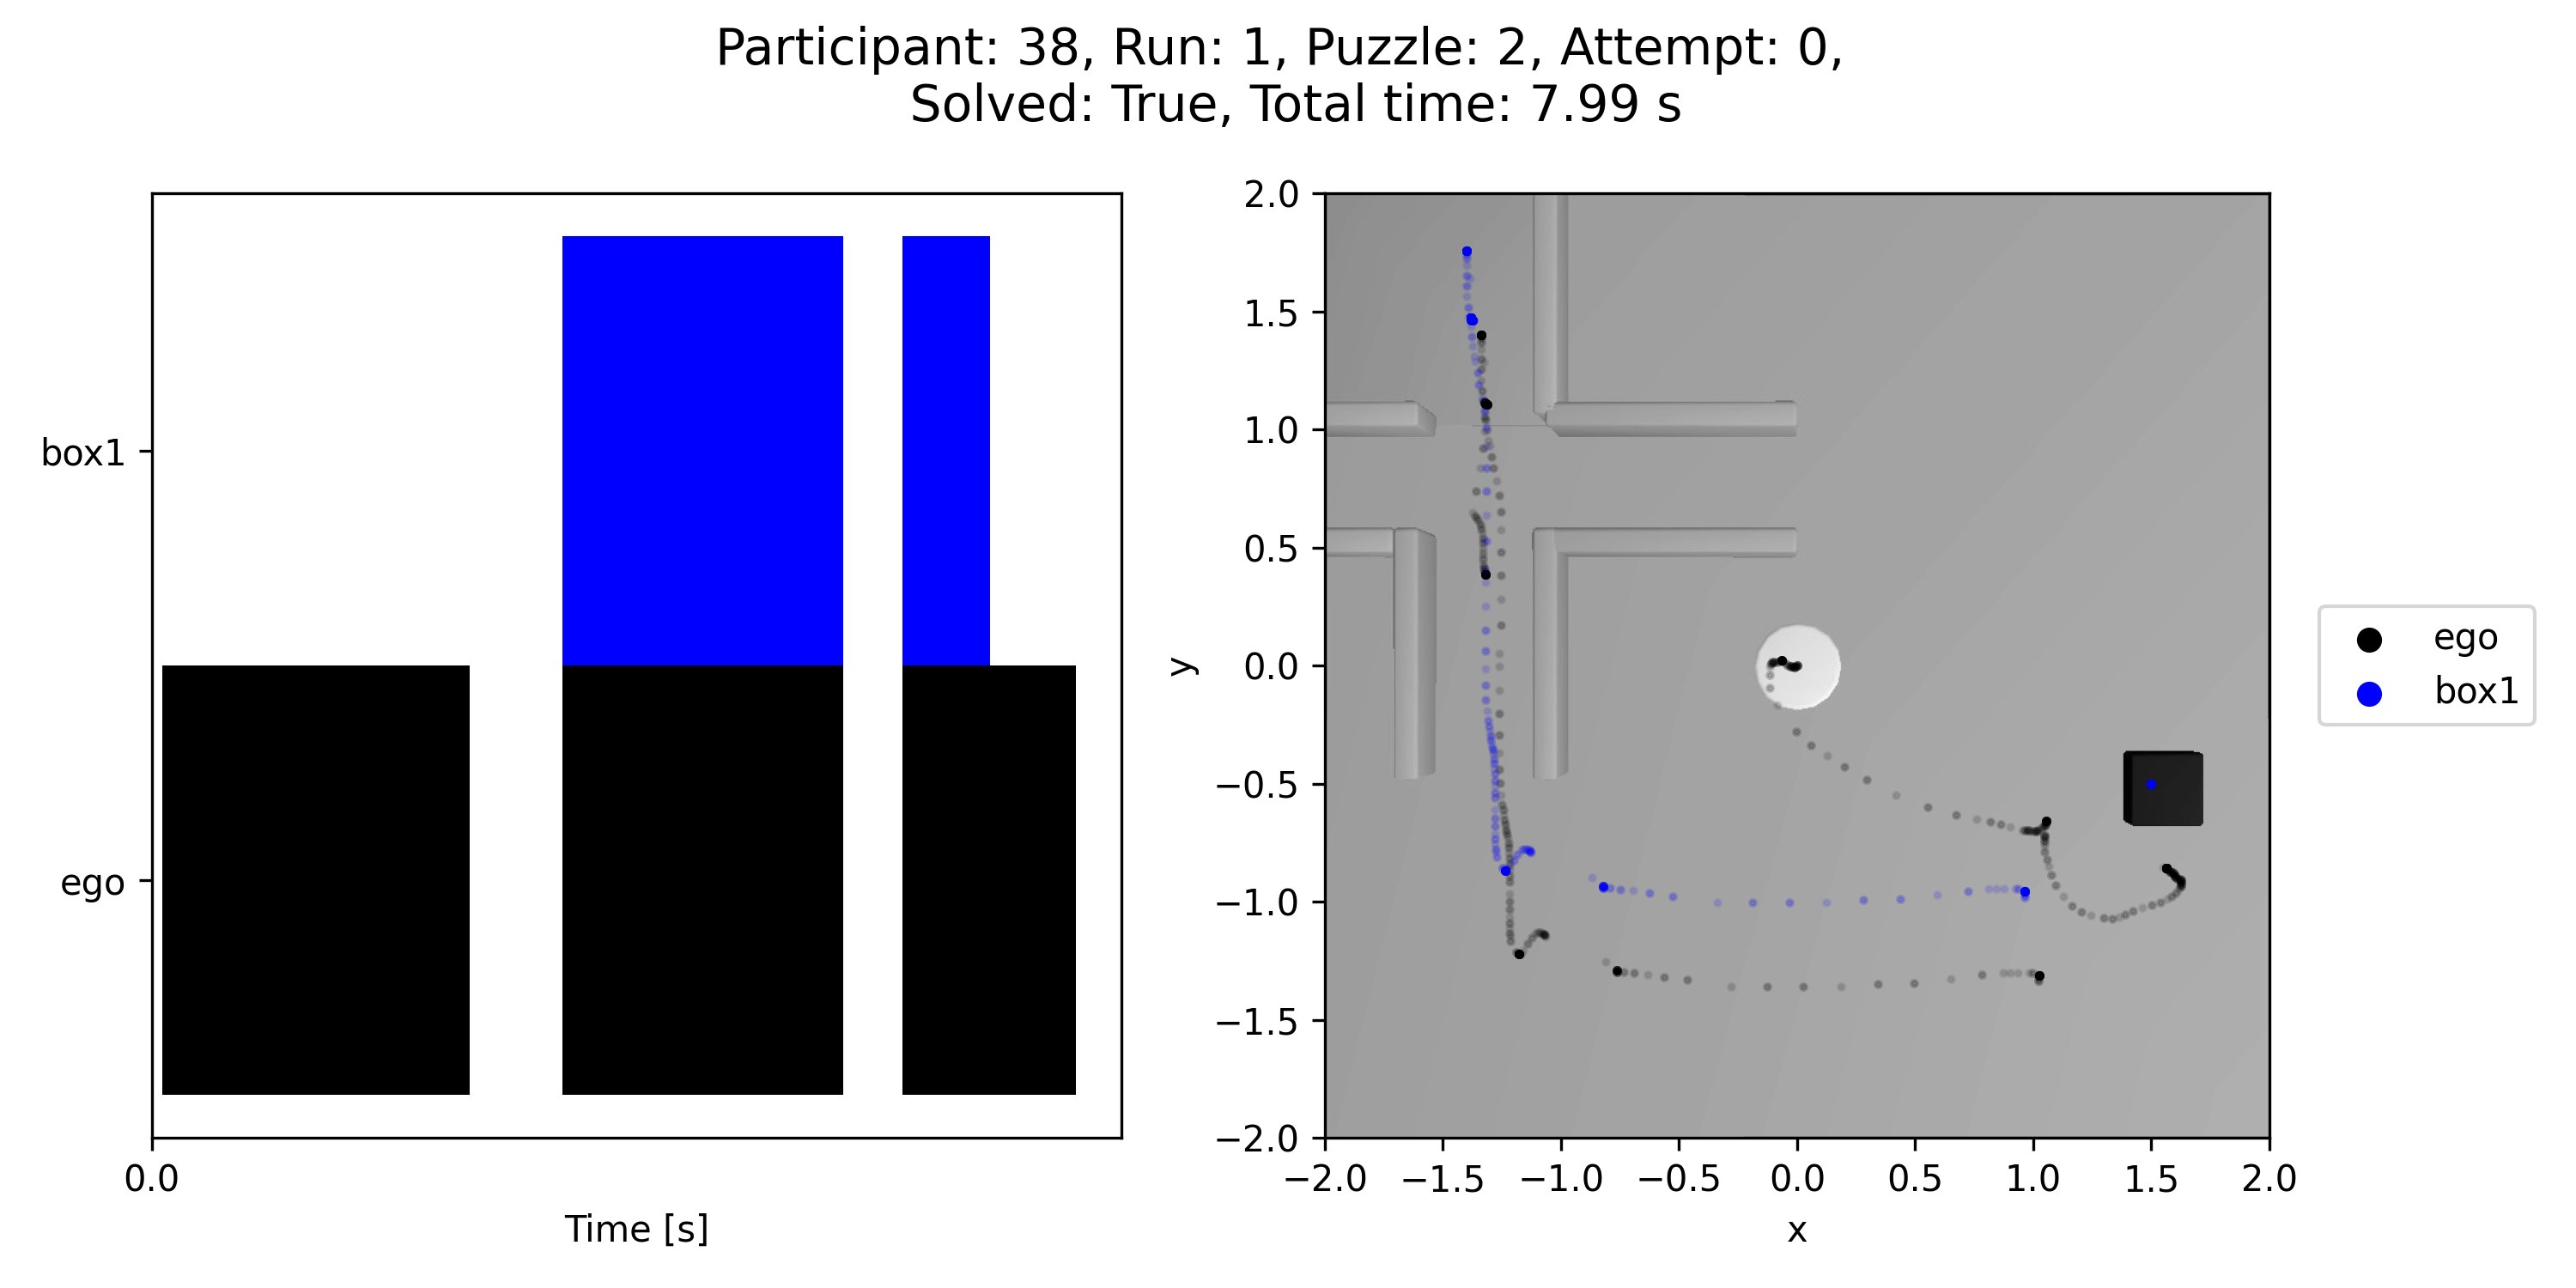 Participant: 38, Run: 1, Puzzle: 2, Attempt: 0,
Solved: True, Total time: 7.99 s
box1
ego
0.0
Time [s]
2.0
1.5
1.0
0.5
0.0
−0.5
−1.0
−1.5
−2.0
y
−2.0 −1.5 −1.0 −0.5 0.0 0.5 1.0 1.5 2.0
x
ego
box1